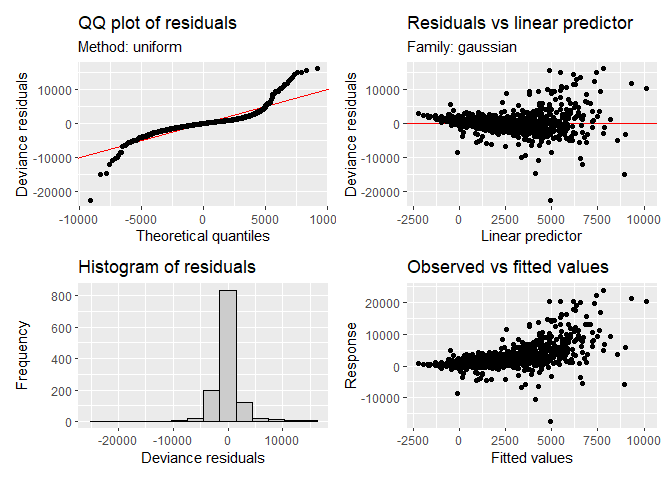 QQ plot of residuals
Method: uniform
Deviance residuals
10000
0
-10000
-20000
-10000
-5000
0
5000
1000
Theoretical quantiles
Residuals vs linear predictor
Family: gaussian
Deviance residuals
10000
0
-10000
-20000
-2500
0
2500
5000
7500
10000
Linear predictor
Histogram of residuals
Frequency
800
600
400
200
0
-20000
-10000
0
10000
Deviance residuals
Observed vs fitted values
Response
20000
10000
0
-10000
-2500
0
2500
5000
7500
10000
Fitted values